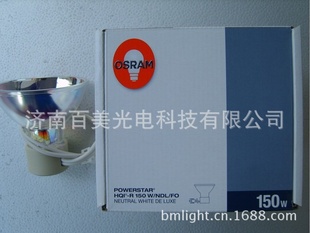 OSRAM
济南百美光电科技有限公司
POWERSTAR®
HQF-R 150 W/NDL/FO
NEUTRAL WHITE DE LUXE
150W
bmlight.cn.1688.com